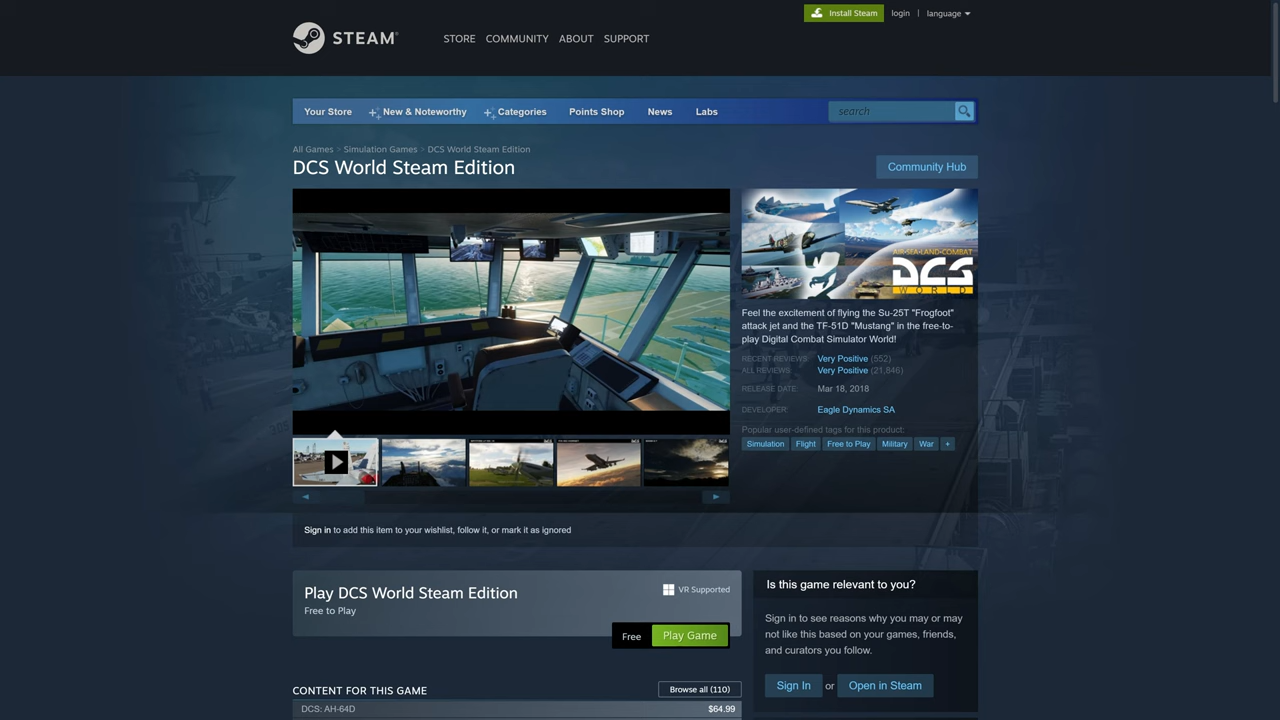 Install Steam
login | language
STEAM
STORE COMMUNITY ABOUT SUPPORT
Your Store New & Noteworthy Categories Points Shop News Labs search
All Games > Simulation Games > DCS World Steam Edition
DCS World Steam Edition
Community Hub
AIR·SEA·LAND·COMBAT
DCS
WORLD
Feel the excitement of flying the Su-25T "Frogfoot"
attack jet and the TF-51D "Mustang" in the free-to-
play Digital Combat Simulator World!
RECENT REVIEWS: Very Positive (552)
ALL REVIEWS: Very Positive (21,646)
RELEASE DATE: Mar 18, 2018
DEVELOPER: Eagle Dynamics SA
Popular user-defined tags for this product:
Simulation Flight Free to Play Military War +
Sign in to add this item to your wishlist, follow it, or mark it as ignored
Play DCS World Steam Edition
VR Supported
Free to Play
Free Play Game
Is this game relevant to you?
Sign in to see reasons why you may or may
not like this based on your games, friends,
and curators you follow.
Sign In or Open in Steam
CONTENT FOR THIS GAME Browse all (110)
DCS: AH-64D $64.99